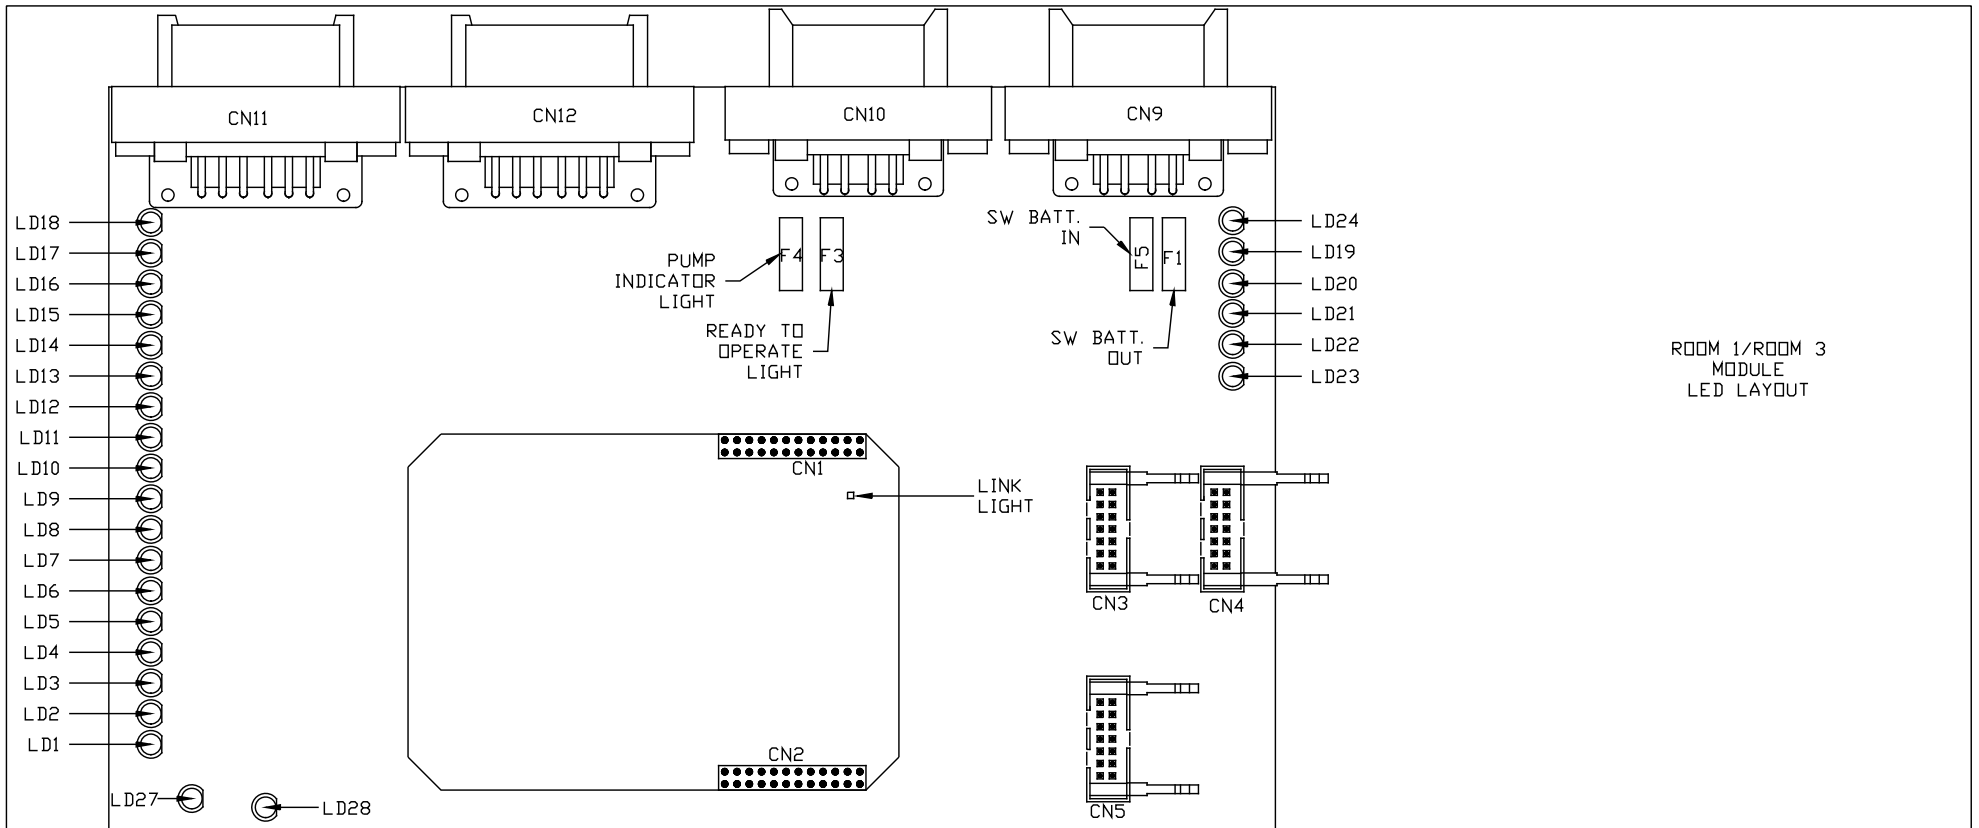 CN11
CN12
CN10
CN9
LD18
LD17
LD16
LD15
LD14
LD13
LD12
LD11
LD10
LD9
LD8
LD7
LD6
LD5
LD4
LD3
LD2
LD1
LD27
LD28
PUMP
INDICATOR
LIGHT
F4
F3
READY TO
OPERATE
LIGHT
SW BATT.
IN
F5
F1
SW BATT.
OUT
LD24
LD19
LD20
LD21
LD22
LD23
CN1
LINK
LIGHT
CN2
CN3
CN4
CN5
ROOM 1/ROOM 3
MODULE
LED LAYOUT